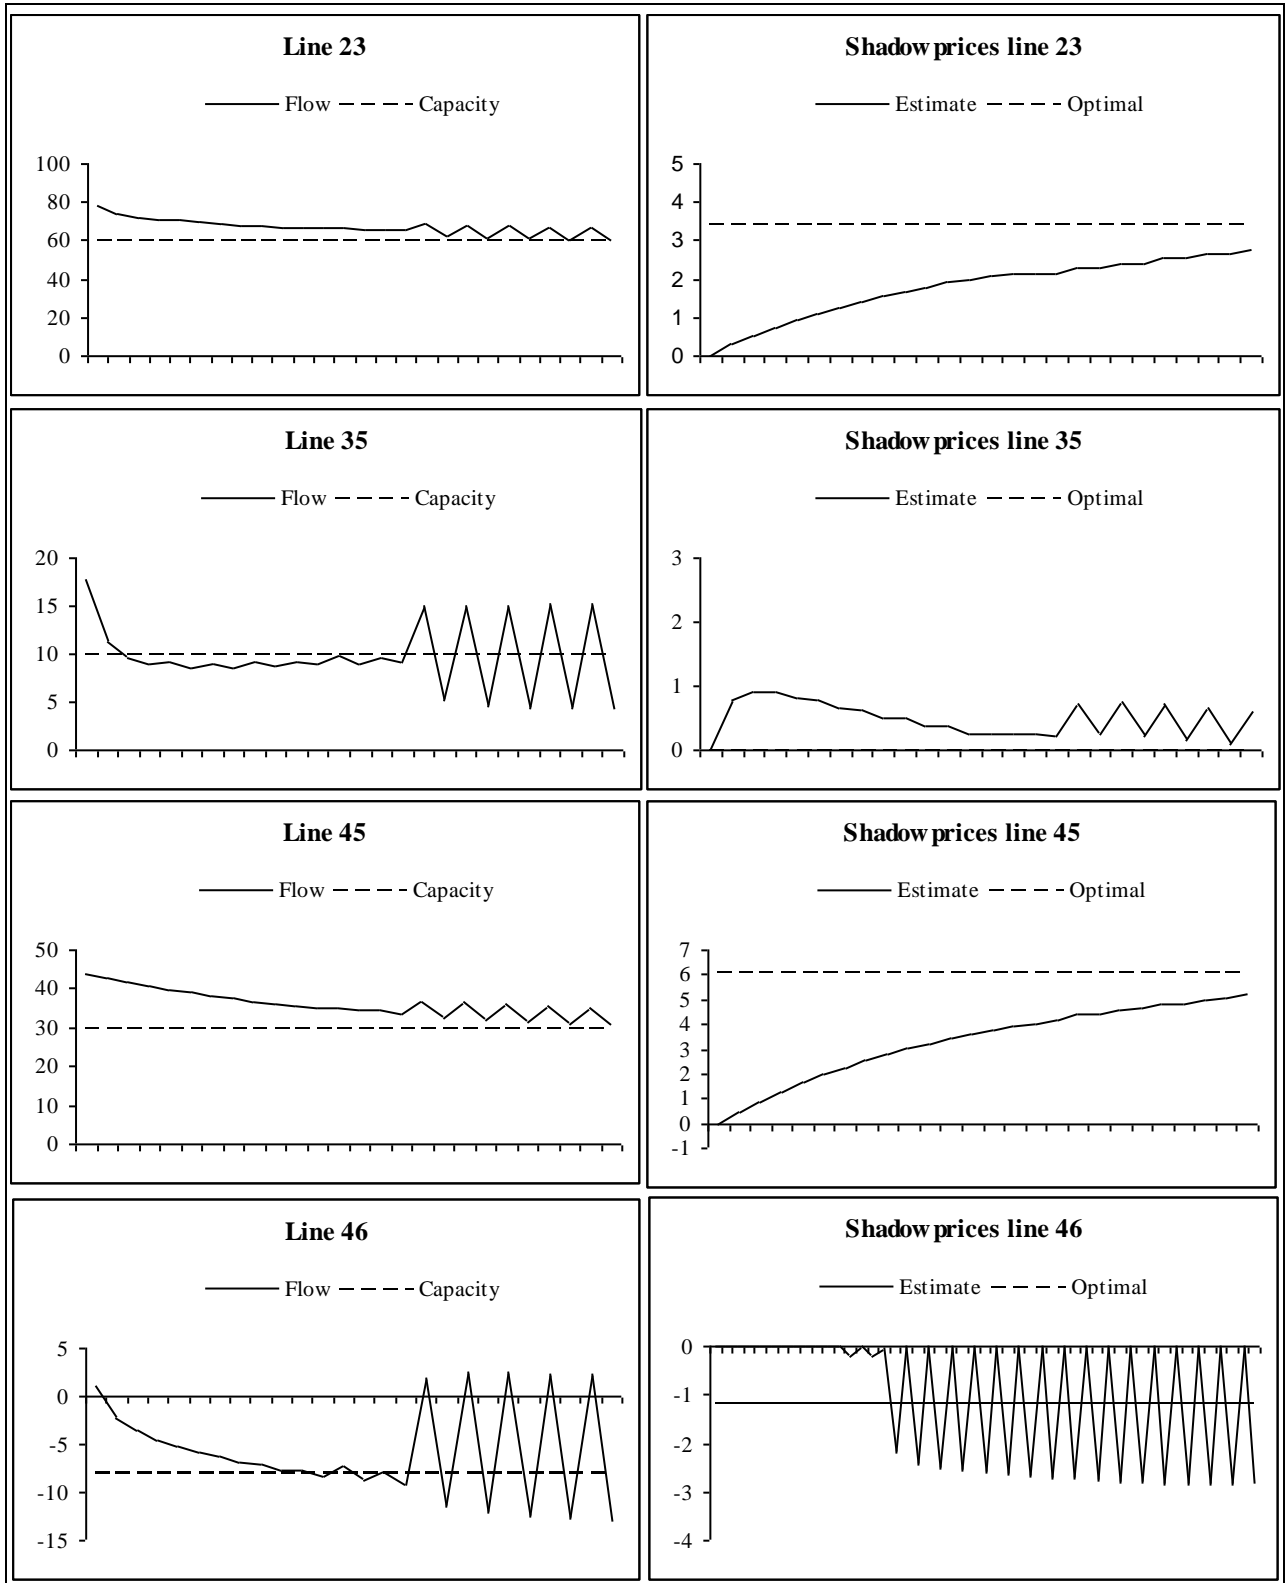 Line 23
Flow Capacity
100
80
60
40
20
0
Shadow prices line 23
Estimate Optimal
5
4
3
2
1
0
Line 35
Flow Capacity
20
15
10
5
0
Shadow prices line 35
Estimate Optimal
3
2
1
0
Line 45
Flow Capacity
50
40
30
20
10
0
Shadow prices line 45
Estimate Optimal
7
6
5
4
3
2
1
0
-1
Line 46
Flow Capacity
5
0
-5
-10
-15
Shadow prices line 46
Estimate Optimal
0
-1
-2
-3
-4